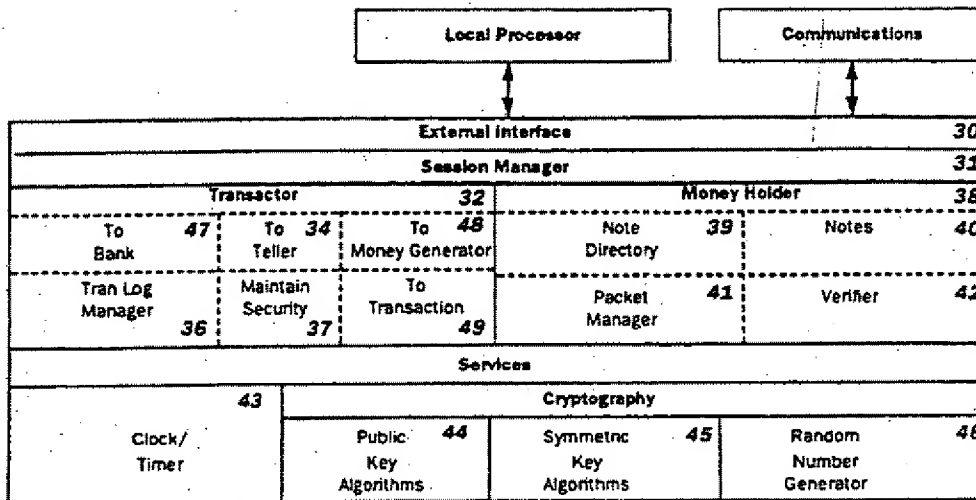 Local Processor
Communications
External Interface 30
Session Manager 31
Transactor 32
Money Holder 38
To 47
Bank
To 34
Teller
To 48
Money Generator
Note 39
Directory
Notes 40
Tran Log
Manager
36
Maintain
Security
37
To
Transaction
49
Packet 41
Manager
Verifier 42
Services
43
Clock/
Timer
Cryptography
Public 44
Key
Algorithms
Symmetric 45
Key
Algorithms
Random 46
Number
Generator